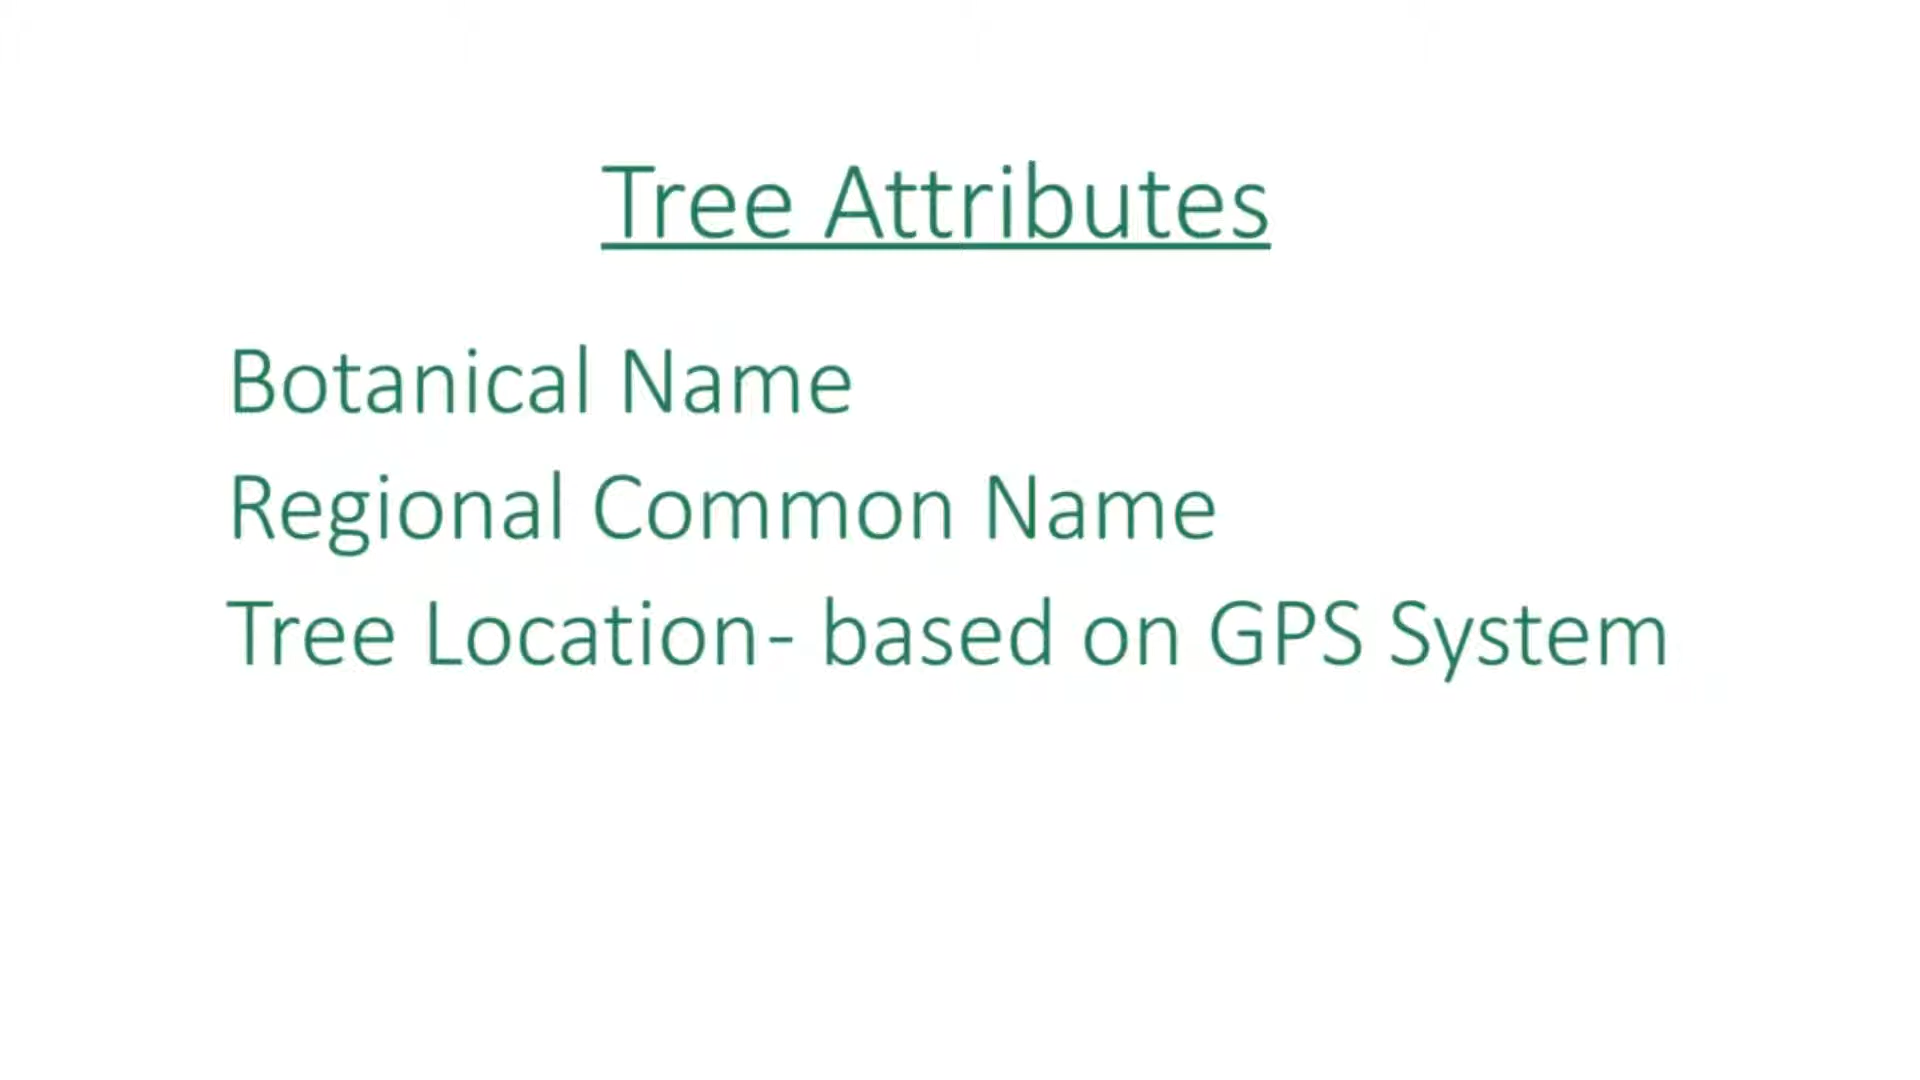 Tree Attributes
Botanical Name
Regional Common Name
Tree Location- based on GPS System